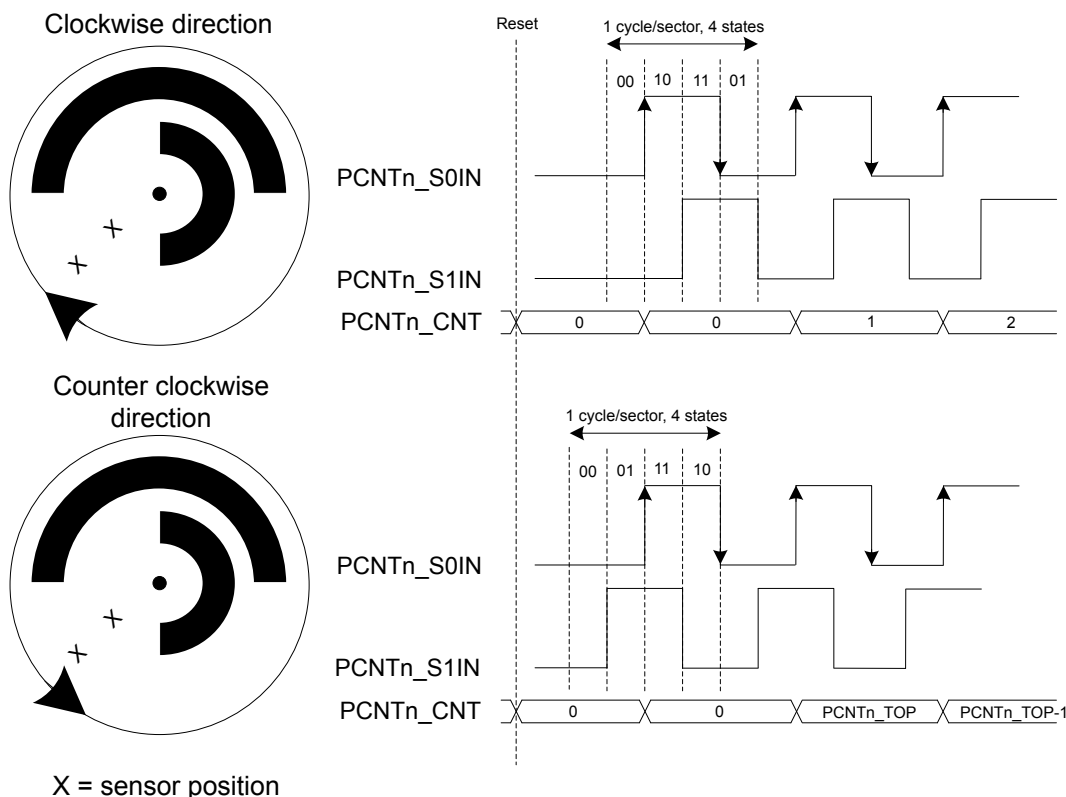 Clockwise direction
Reset
1 cycle/sector, 4 states
00 10 11 01
PCNTn_S0IN
PCNTn_S1IN
PCNTn_CNT 0 0 1 2
X X
Counter clockwise
direction
1 cycle/sector, 4 states
00 01 11 10
PCNTn_S0IN
PCNTn_S1IN
PCNTn_CNT 0 0 PCNTn_TOP PCNTn_TOP-1
X X
X = sensor position